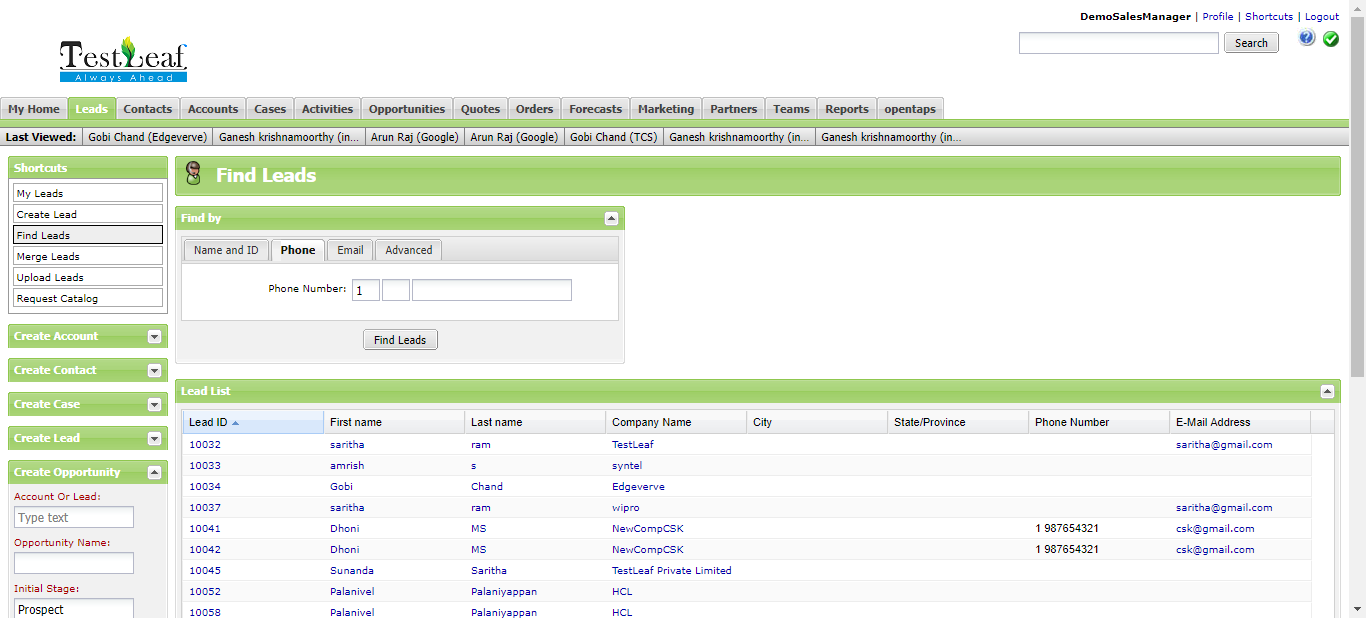 DemoSalesManager | Profile | Shortcuts | Logout
Search
TestLeaf
Always Ahead
My Home Leads Contacts Accounts Cases Activities Opportunities Quotes Orders Forecasts Marketing Partners Teams Reports opentaps
Last Viewed: Gobi Chand (Edgeverve) Ganesh krishnamoorthy (in... Arun Raj (Google) Arun Raj (Google) Gobi Chand (TCS) Ganesh krishnamoorthy (in... Ganesh krishnamoorthy (in...
Shortcuts
My Leads
Create Lead
Find Leads
Merge Leads
Upload Leads
Request Catalog
Create Account
Create Contact
Create Case
Create Lead
Create Opportunity
Account Or Lead:
Type text
Opportunity Name:
Initial Stage:
Prospect
Find Leads
Find by
Name and ID Phone Email Advanced
Phone Number: 1
Find Leads
Lead List
Lead ID First name Last name Company Name City State/Province Phone Number E-Mail Address
10032 saritha ram TestLeaf saritha@gmail.com
10033 amrish s syntel
10034 Gobi Chand Edgeverve
10037 saritha ram wipro saritha@gmail.com
10041 Dhoni MS NewCompCSK 1 987654321 csk@gmail.com
10042 Dhoni MS NewCompCSK 1 987654321 csk@gmail.com
10045 Sunanda Saritha TestLeaf Private Limited
10052 Palanivel Palaniyappan HCL
10058 Palanivel Palaniyappan HCL